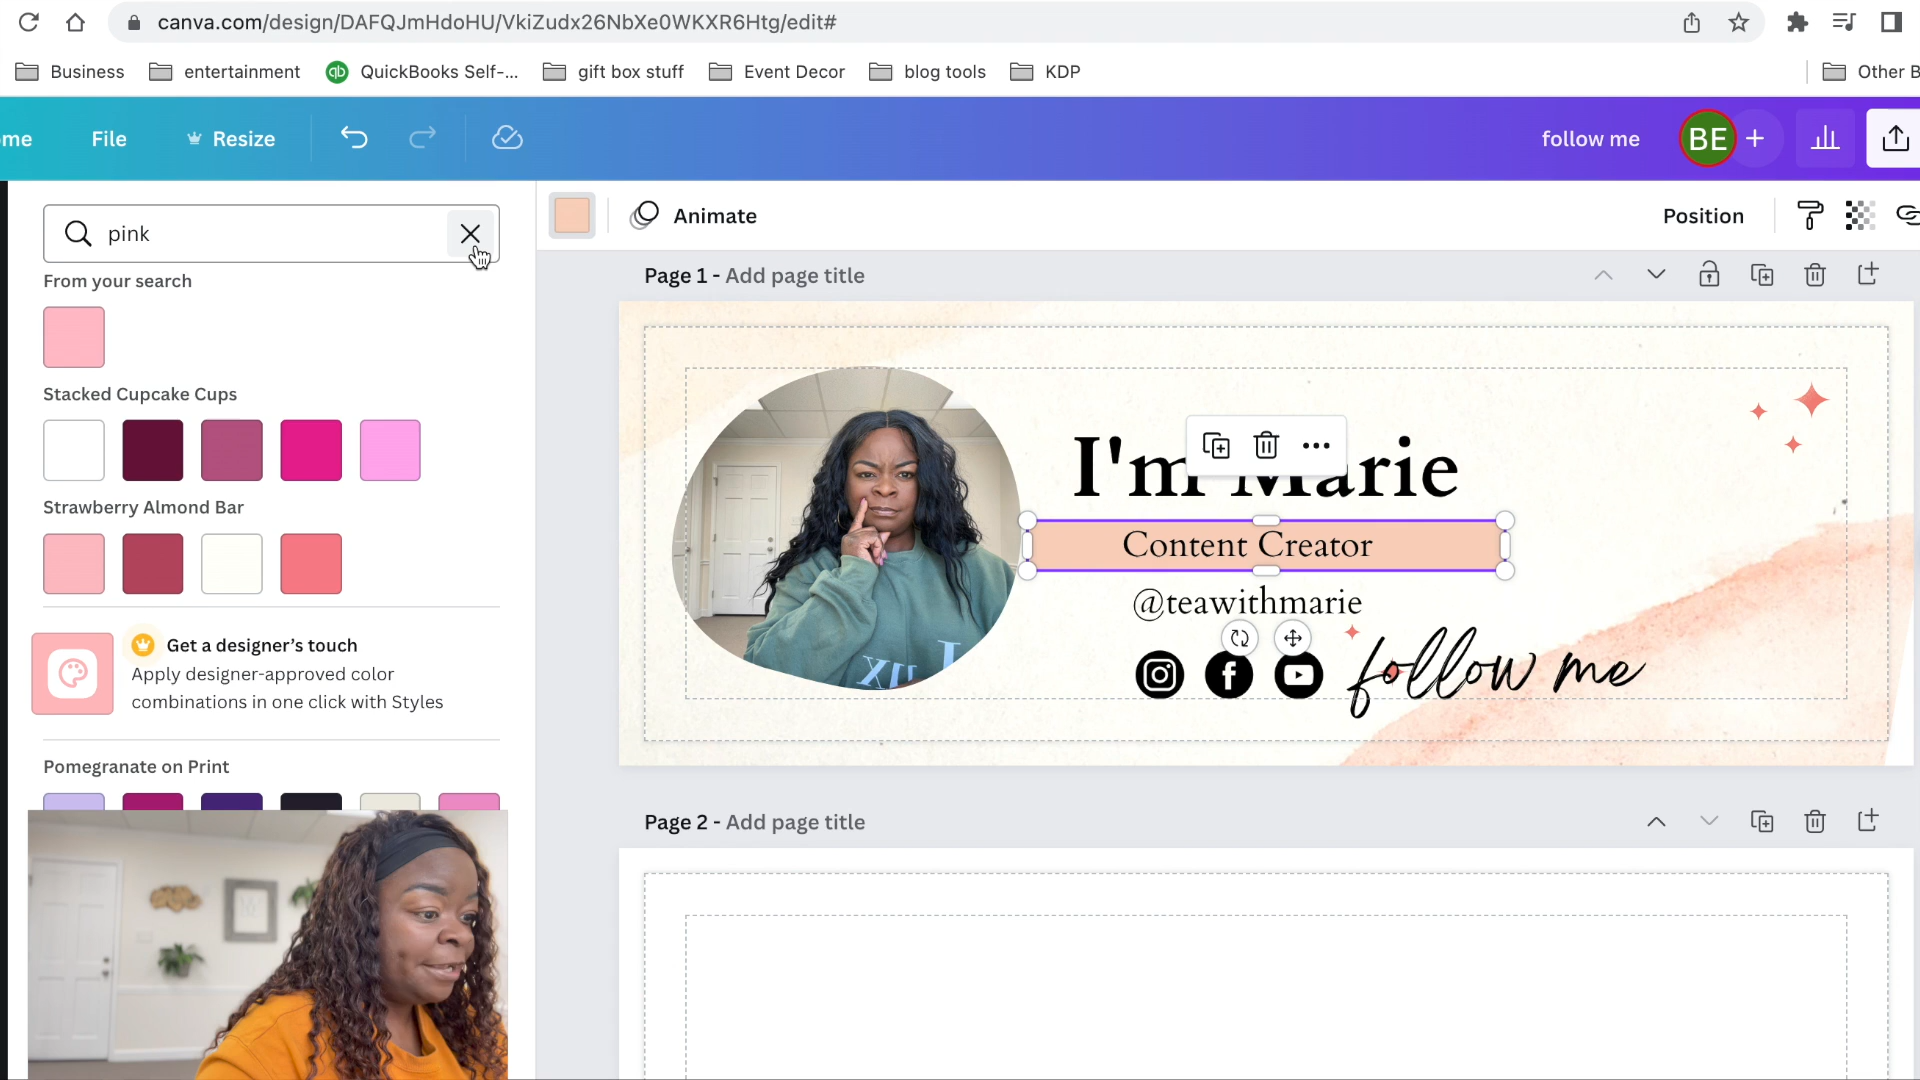 canva.com/design/DAFQJmHdoHU/VkiZudx26NbXe0WKXR6Htg/edit#
Business
entertainment
qb
QuickBooks Self-...
gift box stuff
Event Decor
blog tools
KDP
Other B
me
File
Resize
follow me
BE
+
pink
Animate
Position
From your search
Stacked Cupcake Cups
Strawberry Almond Bar
Get a designer's touch
Apply designer-approved color
combinations in one click with Styles
Pomegranate on Print
Page 1 - Add page title
I'm Marie
Content Creator
@teawithmarie
follow me
XII
Page 2 - Add page title